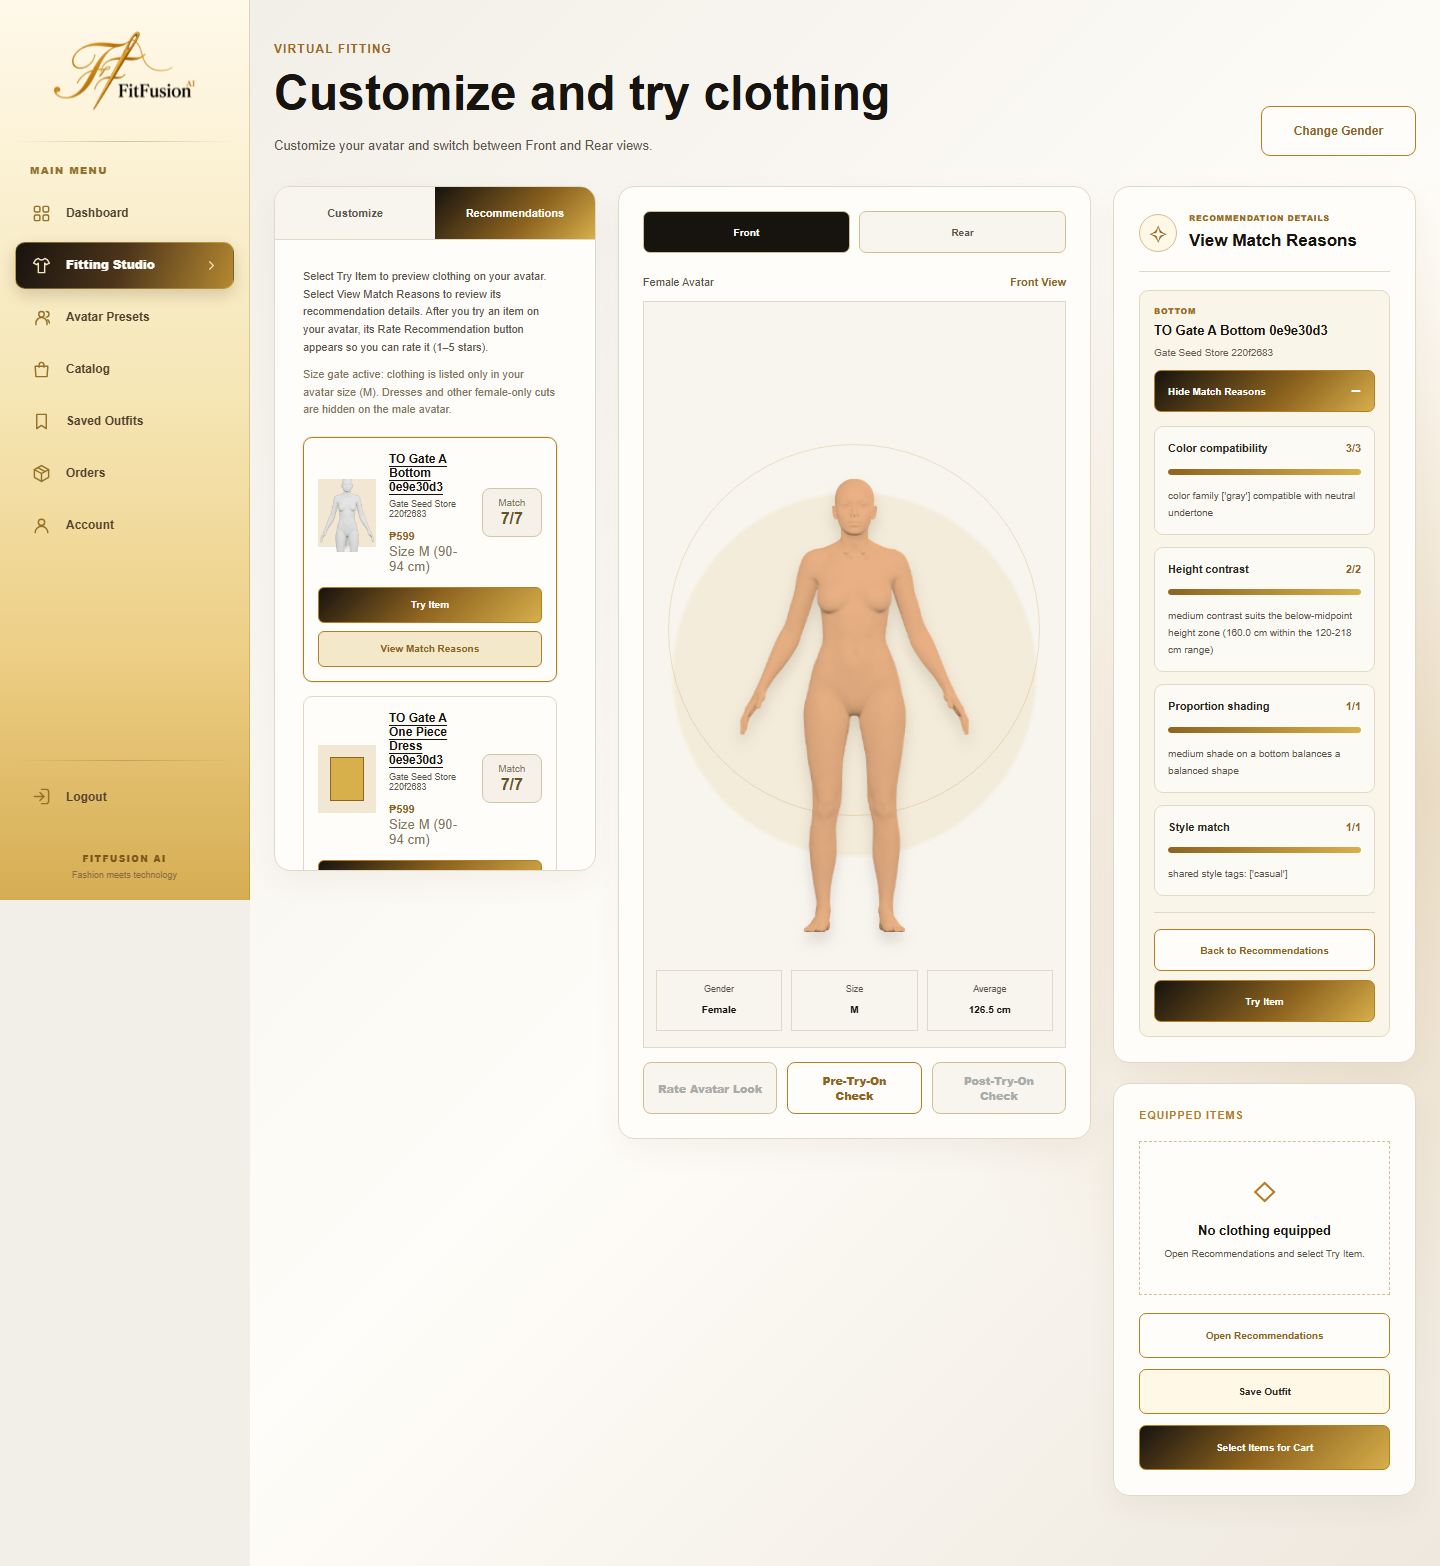 FitFusion AI
MAIN MENU
Dashboard
Fitting Studio
Avatar Presets
Catalog
Saved Outfits
Orders
Account
Logout
FITFUSION AI
Fashion meets technology
VIRTUAL FITTING
Customize and try clothing
Customize your avatar and switch between Front and Rear views.
Change Gender
Customize
Recommendations
Select Try Item to preview clothing on your avatar.
Select View Match Reasons to review its
recommendation details. After you try an item on
your avatar, its Rate Recommendation button
appears so you can rate it (1–5 stars).
Size gate active: clothing is listed only in your
avatar size (M). Dresses and other female-only cuts
are hidden on the male avatar.
TO Gate A
Bottom
0e9e30d3
Gate Seed Store
220f2683
₱599
Size M (90-
94 cm)
Match
7/7
Try Item
View Match Reasons
TO Gate A
One Piece
Dress
0e9e30d3
Gate Seed Store
220f2683
₱599
Size M (90-
94 cm)
Match
7/7
Front
Rear
Female Avatar
Front View
Gender
Female
Size
M
Average
126.5 cm
Rate Avatar Look
Pre-Try-On
Check
Post-Try-On
Check
RECOMMENDATION DETAILS
View Match Reasons
BOTTOM
TO Gate A Bottom 0e9e30d3
Gate Seed Store 220f2683
Hide Match Reasons −
Color compatibility 3/3
color family ['gray'] compatible with neutral
undertone
Height contrast 2/2
medium contrast suits the below-midpoint
height zone (160.0 cm within the 120-218
cm range)
Proportion shading 1/1
medium shade on a bottom balances a
balanced shape
Style match 1/1
shared style tags: ['casual']
Back to Recommendations
Try Item
EQUIPPED ITEMS
No clothing equipped
Open Recommendations and select Try Item.
Open Recommendations
Save Outfit
Select Items for Cart